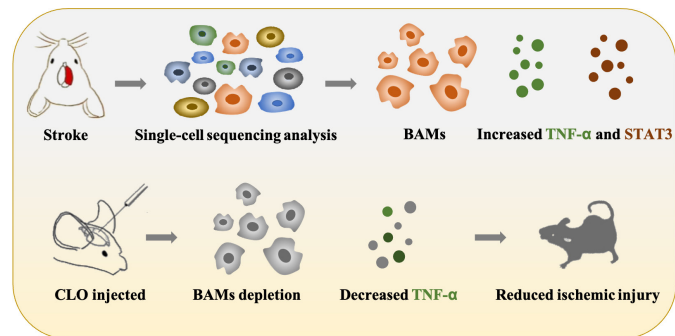 Stroke
Single-cell sequencing analysis
BAMs
Increased TNF-α and STAT3
CLO injected
BAMs depletion
Decreased TNF-α
Reduced ischemic injury